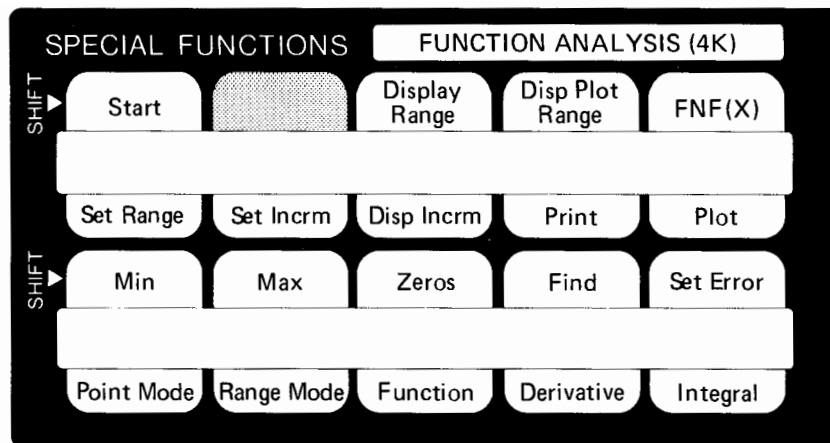 SPECIAL FUNCTIONS
FUNCTION ANALYSIS (4K)
SHIFT
Start
Display
Range
Disp Plot
Range
FNF(X)
Set Range
Set Incrm
Disp Incrm
Print
Plot
SHIFT
Min
Max
Zeros
Find
Set Error
Point Mode
Range Mode
Function
Derivative
Integral